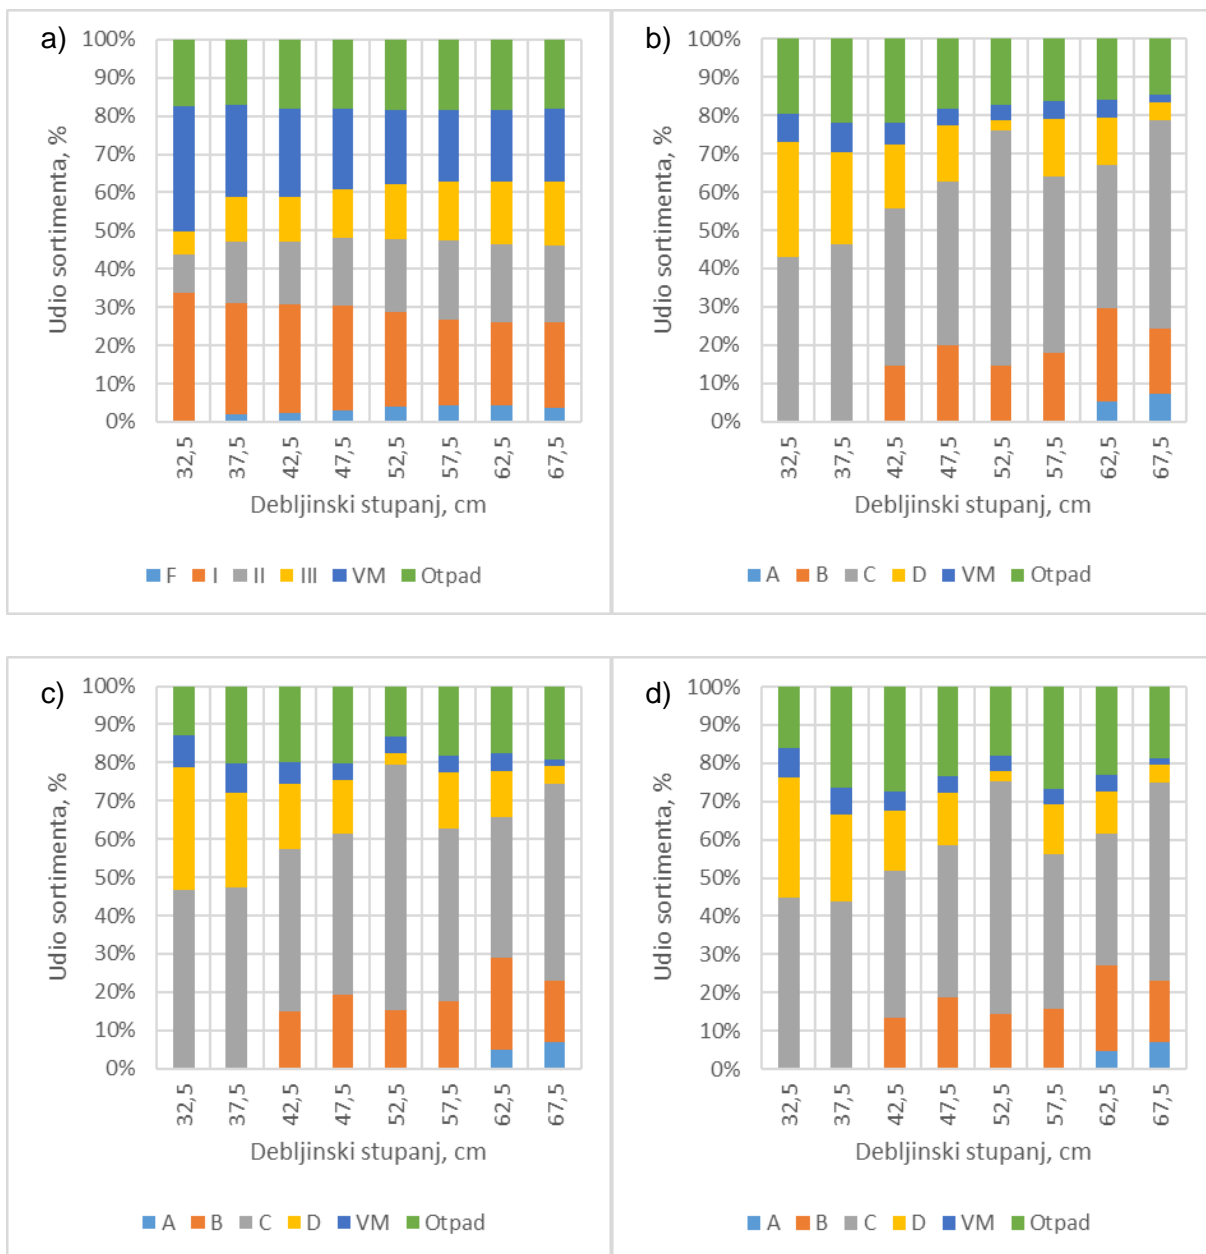 a)
Udio sortimenta, %
100%
90%
80%
70%
60%
50%
40%
30%
20%
10%
0%
32,5 37,5 42,5 47,5 52,5 57,5 62,5 67,5
Debljinski stupanj, cm
F I II III VM Otpad
b)
Udio sortimenta, %
100%
90%
80%
70%
60%
50%
40%
30%
20%
10%
0%
32,5 37,5 42,5 47,5 52,5 57,5 62,5 67,5
Debljinski stupanj, cm
A B C D VM Otpad
c)
Udio sortimenta, %
100%
90%
80%
70%
60%
50%
40%
30%
20%
10%
0%
32,5 37,5 42,5 47,5 52,5 57,5 62,5 67,5
Debljinski stupanj, cm
A B C D VM Otpad
d)
Udio sortimenta, %
100%
90%
80%
70%
60%
50%
40%
30%
20%
10%
0%
32,5 37,5 42,5 47,5 52,5 57,5 62,5 67,5
Debljinski stupanj, cm
A B C D VM Otpad